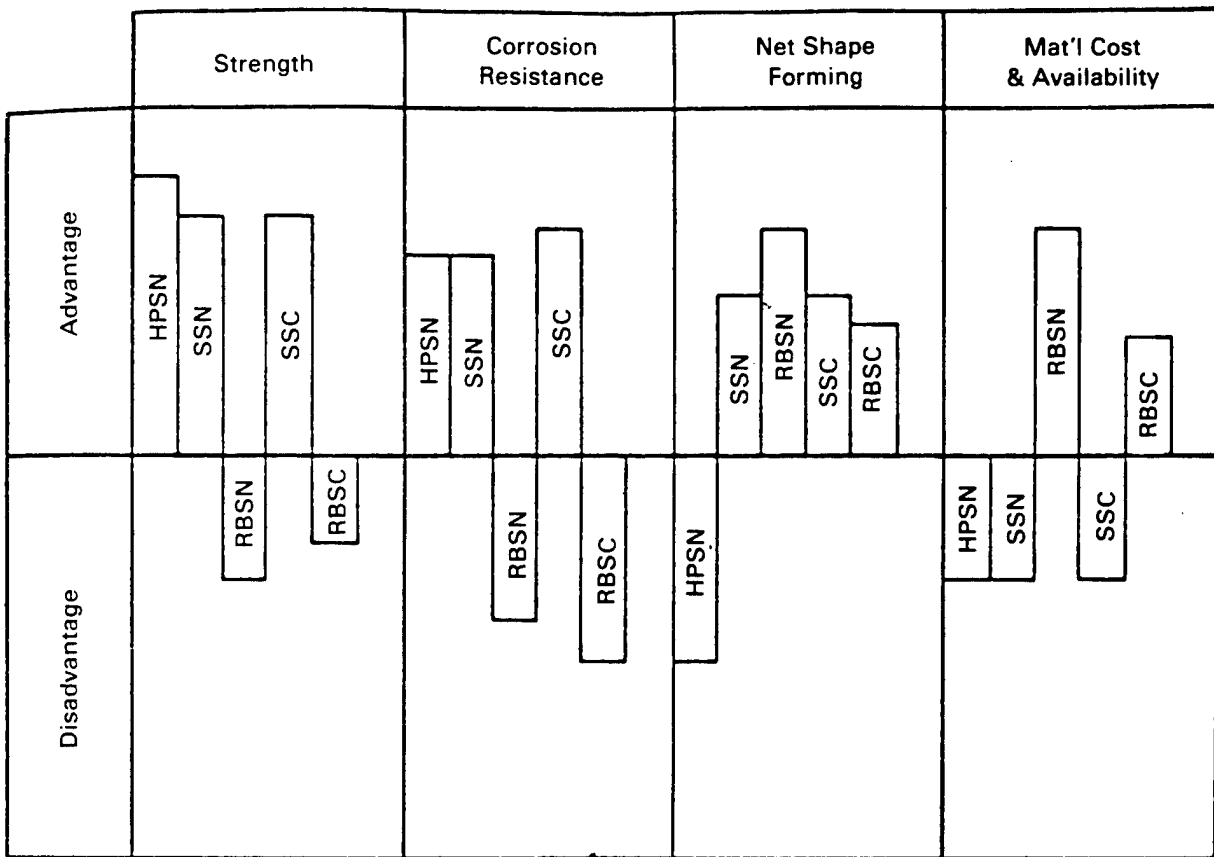 Strength
Corrosion
Resistance
Net Shape
Forming
Mat'l Cost
& Availability
Advantage
HPSN
SSN
RBSN
SSC
RBSC
HPSN
SSN
RBSN
SSC
RBSC
HPSN
SSN
RBSN
SSC
RBSC
HPSN
SSN
RBSN
SSC
RBSC
Disadvantage